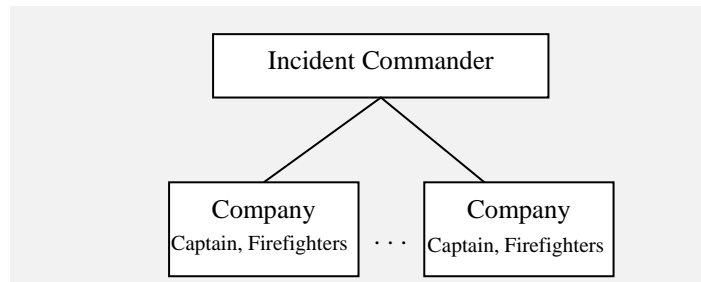 Incident Commander
Company
Captain, Firefighters
. . .
Company
Captain, Firefighters